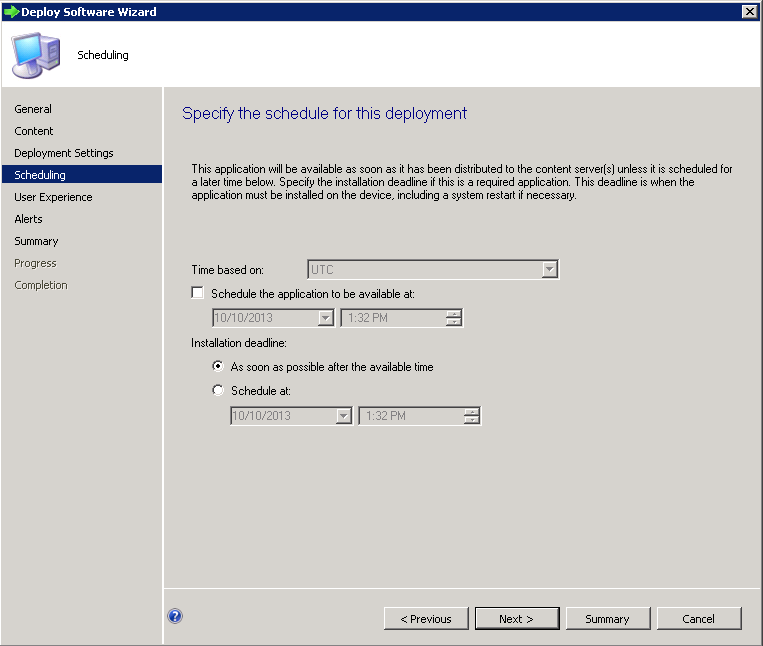 Deploy Software Wizard
Scheduling
General
Content
Deployment Settings
Scheduling
User Experience
Alerts
Summary
Progress
Completion
Specify the schedule for this deployment
This application will be available as soon as it has been distributed to the content server(s) unless it is scheduled for
a later time below. Specify the installation deadline if this is a required application. This deadline is when the
application must be installed on the device, including a system restart if necessary.
Time based on: UTC
Schedule the application to be available at:
10/10/2013 1:32 PM
Installation deadline:
As soon as possible after the available time
Schedule at:
10/10/2013 1:32 PM
?
< Previous Next > Summary Cancel